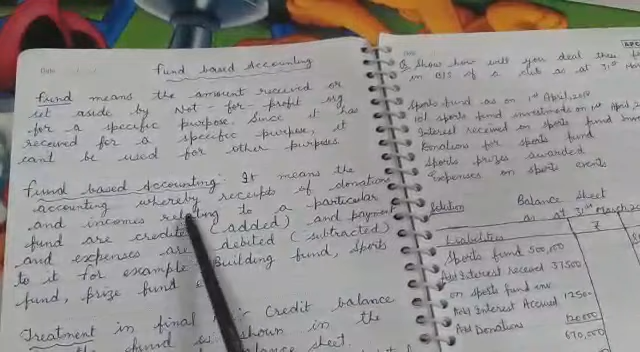 Fund based Accounting
Fund means the amount received or
set aside by Not-for-profit org
for a specific purpose. Since it has
received for a specific purpose, it
can't be used for other purposes
Fund based Accounting: It means the
accounting whereby receipts of donations
and incomes relating to a particular
fund are credited (added) and payment
and expenses are debited (subtracted)
to it for example Building fund, Sports
fund, prize fund
Treatment in final Credit balance
fund is shown in the
balance sheet.
Q Show how will you deal
in B/S of a club as at 31st
Sports fund as on 1st April,
10% sports fund investments on 1st April,
Interest received on sports fund
Donations for sports fund
Sports prizes awarded
Expenses on sports events
Solution
Balance Sheet
as at 31st March
Liabilities ₹
Sports fund 500,000
Add Interest received 37500
on sports fund inv
Add Interest Accrued 12500
Add Donations 120000
670,000